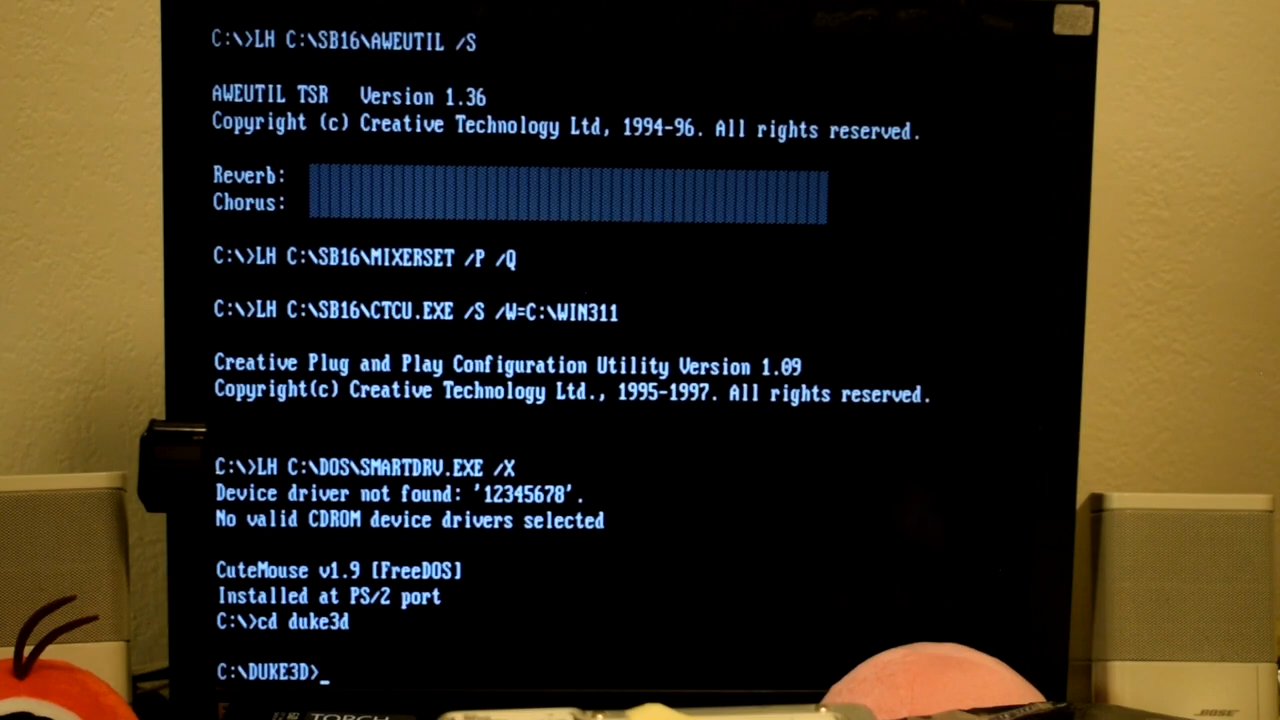 C:\>LH C:\SB16\AWEUTIL /S
AWEUTIL TSR   Version 1.36
Copyright (c) Creative Technology Ltd, 1994-96. All rights reserved.
Reverb:
Chorus:
C:\>LH C:\SB16\MIXERSET /P /Q
C:\>LH C:\SB16\CTCU.EXE /S /W=C:\WIN311
Creative Plug and Play Configuration Utility Version 1.09
Copyright(c) Creative Technology Ltd., 1995-1997. All rights reserved.
C:\>LH C:\DOS\SMARTDRV.EXE /X
Device driver not found: '12345678'.
No valid CDROM device drivers selected
CuteMouse v1.9 [FreeDOS]
Installed at PS/2 port
C:\>cd duke3d
C:\DUKE3D>_
TORCH
BOSE